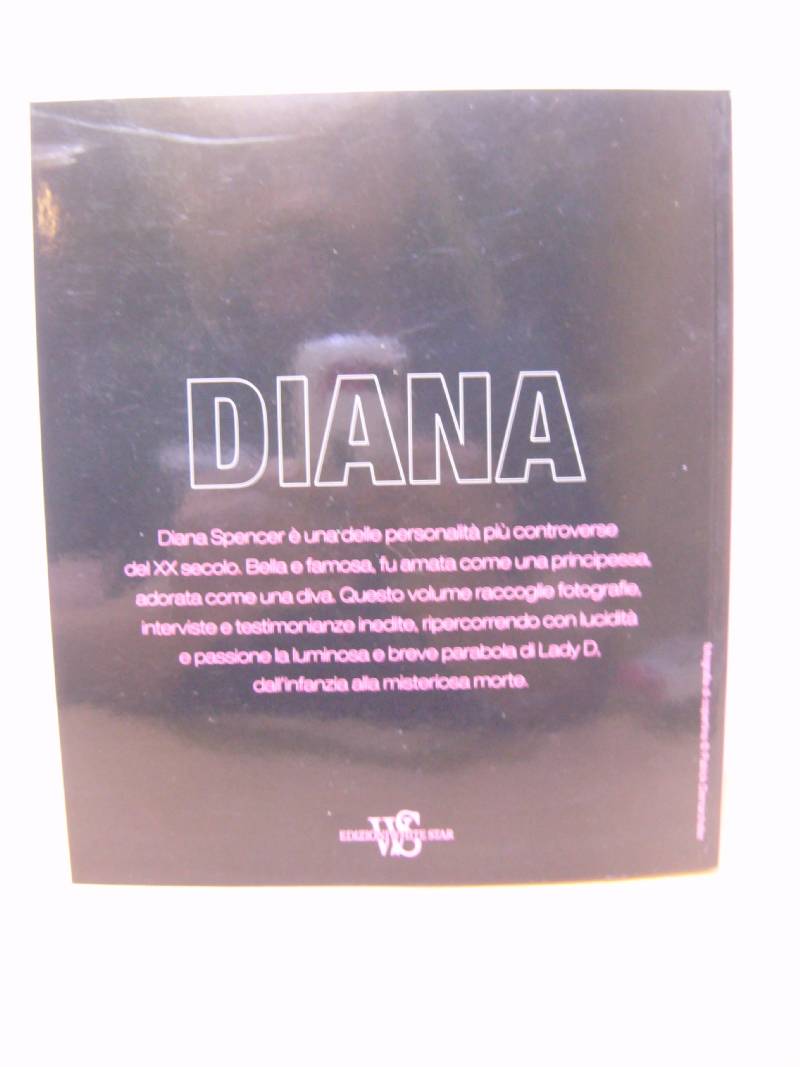 DIANA
Diana Spencer è una delle personalità più controverse
del XX secolo. Bella e famosa, fu amata come una principessa,
adorata come una diva. Questo volume raccoglie fotografie,
interviste e testimonianze inedite, ripercorrendo con lucidità
e passione la luminosa e breve parabola di Lady D,
dall'infanzia alla misteriosa morte.
WS
EDIZIONI WHITE STAR